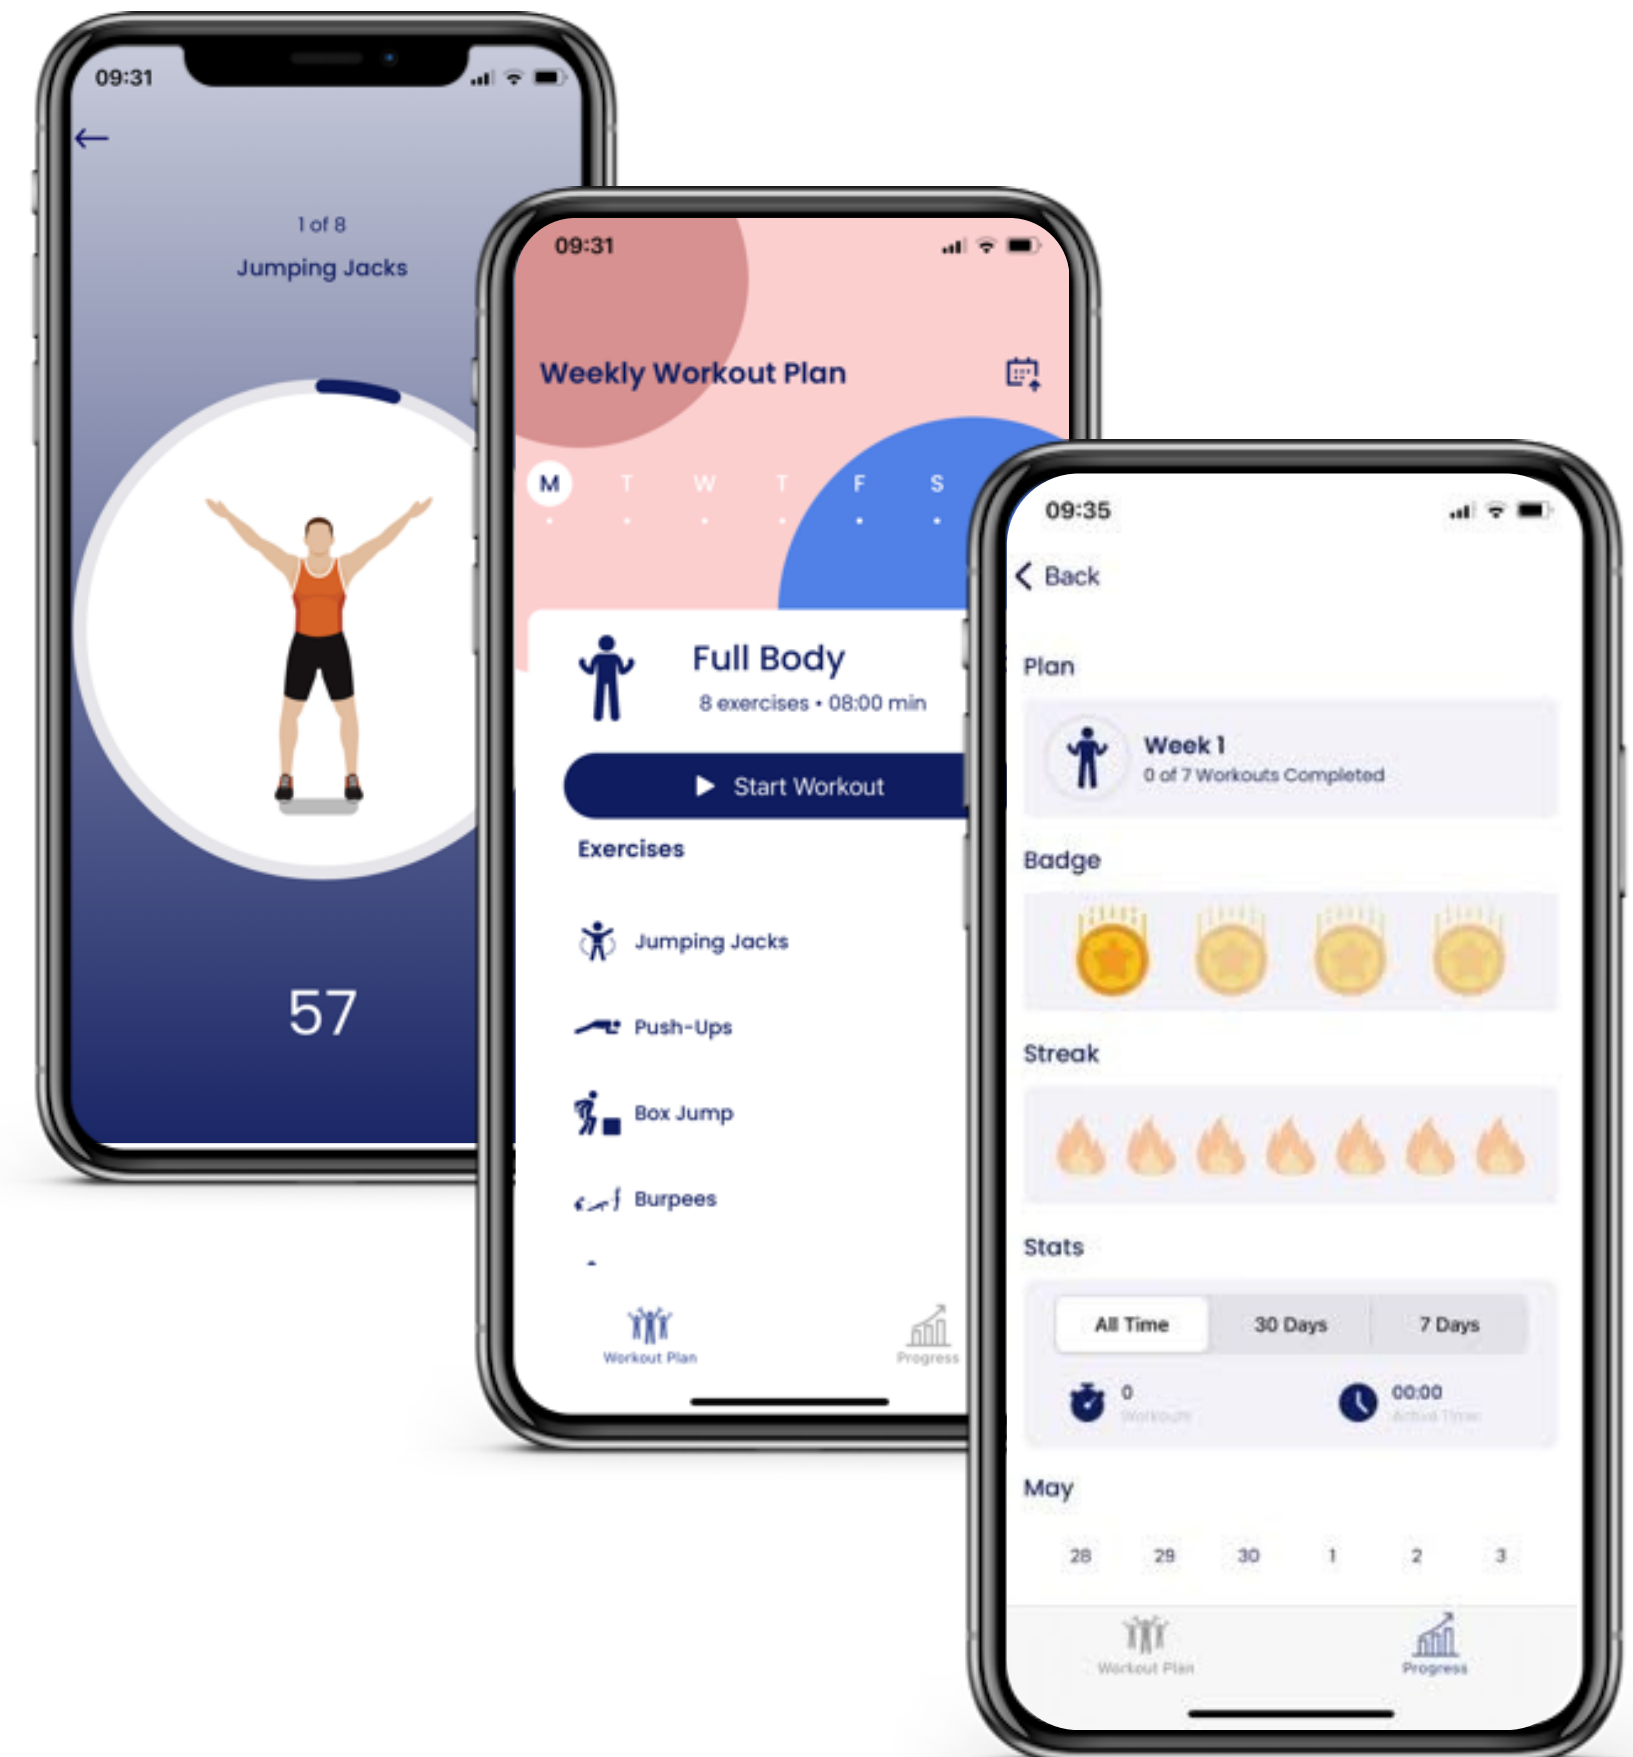 09:31
1 of 8
Jumping Jacks
57
09:31
Weekly Workout Plan
M T W T F S
Full Body
8 exercises • 08:00 min
Start Workout
Exercises
Jumping Jacks
Push-Ups
Box Jump
Burpees
Workout Plan Progress
09:35
Back
Plan
Week 1
0 of 7 Workouts Completed
Badge
Streak
Stats
All Time 30 Days 7 Days
0 00:00
Workouts Active Time
May
28 29 30 1 2 3
Workout Plan Progress